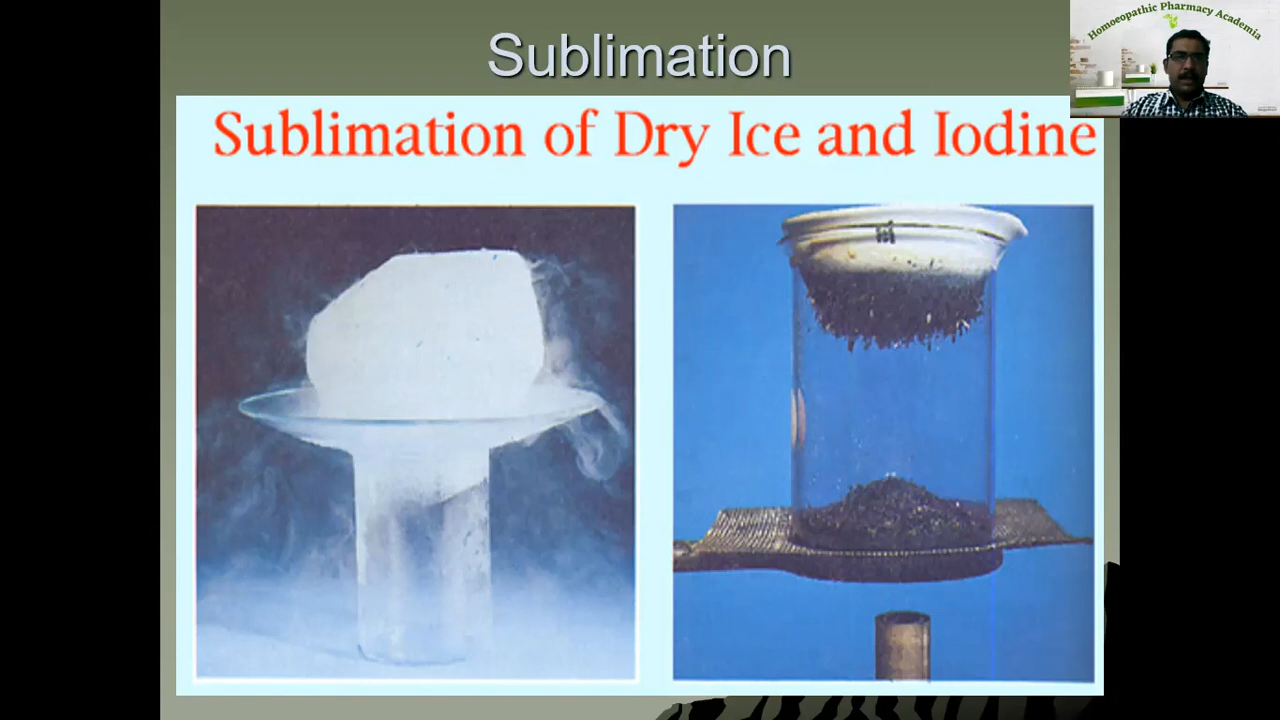 Sublimation
Homoeopathic Pharmacy Academia
Sublimation of Dry Ice and Iodine